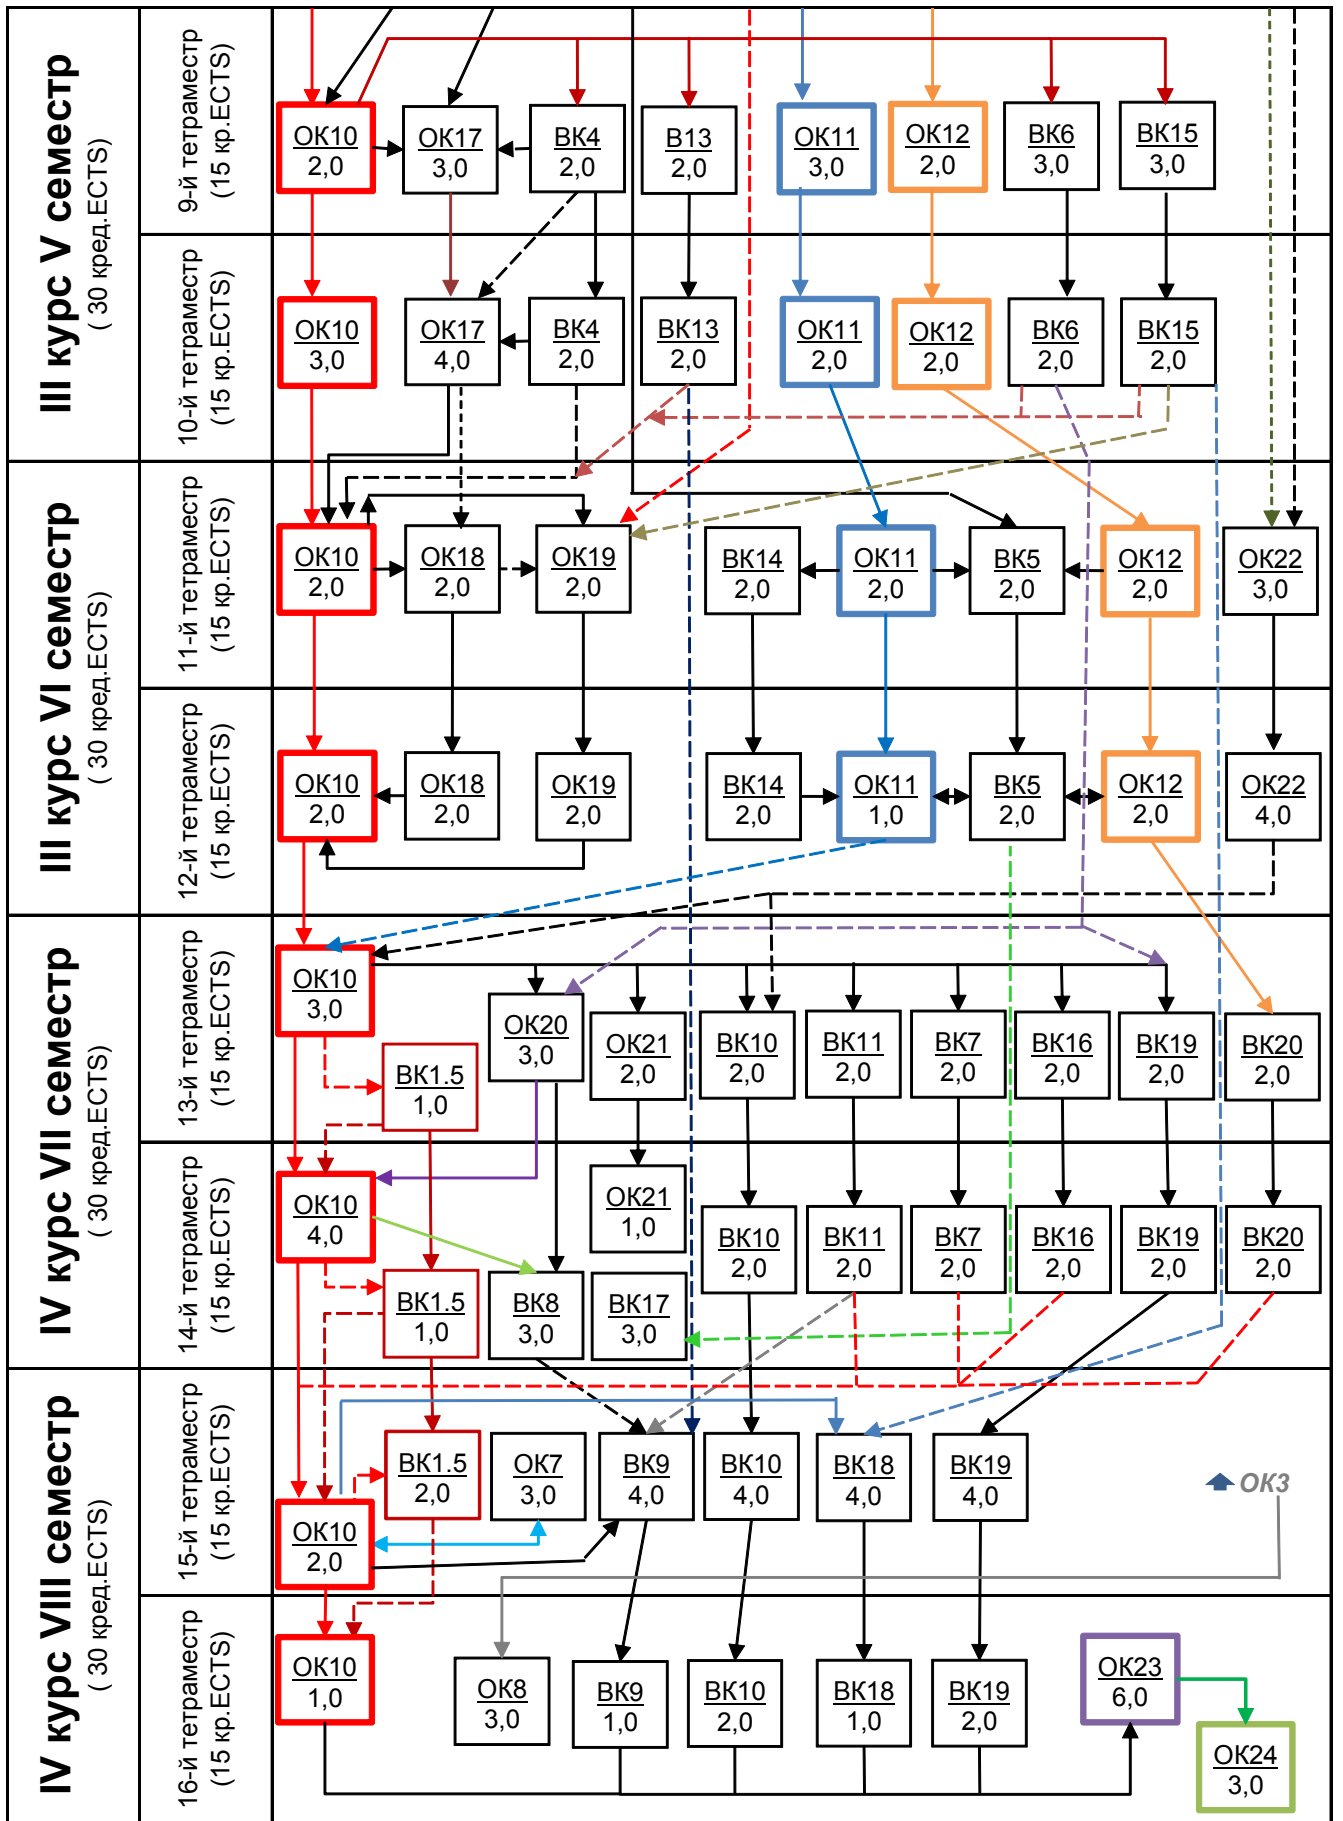 III курс V семестр
( 30 кред.ECTS)
9-й тетраместр
(15 кр.ECTS)
ОК10
2,0
ОК17
3,0
ВК4
2,0
В13
2,0
ОК11
3,0
ОК12
2,0
ВК6
3,0
ВК15
3,0
10-й тетраместр
(15 кр.ECTS)
ОК10
3,0
ОК17
4,0
ВК4
2,0
ВК13
2,0
ОК11
2,0
ОК12
2,0
ВК6
2,0
ВК15
2,0
III курс VI семестр
( 30 кред.ECTS)
11-й тетраместр
(15 кр.ECTS)
ОК10
2,0
ОК18
2,0
ОК19
2,0
ВК14
2,0
ОК11
2,0
ВК5
2,0
ОК12
2,0
ОК22
3,0
12-й тетраместр
(15 кр.ECTS)
ОК10
2,0
ОК18
2,0
ОК19
2,0
ВК14
2,0
ОК11
1,0
ВК5
2,0
ОК12
2,0
ОК22
4,0
IV курс VII семестр
( 30 кред.ECTS)
13-й тетраместр
(15 кр.ECTS)
ОК10
3,0
ВК1.5
1,0
ОК20
3,0
ОК21
2,0
ВК10
2,0
ВК11
2,0
ВК7
2,0
ВК16
2,0
ВК19
2,0
ВК20
2,0
14-й тетраместр
(15 кр.ECTS)
ОК10
4,0
ВК1.5
1,0
ВК8
3,0
ОК21
1,0
ВК17
3,0
ВК10
2,0
ВК11
2,0
ВК7
2,0
ВК16
2,0
ВК19
2,0
ВК20
2,0
IV курс VIII семестр
( 30 кред.ECTS)
15-й тетраместр
(15 кр.ECTS)
ОК10
2,0
ВК1.5
2,0
ОК7
3,0
ВК9
4,0
ВК10
4,0
ВК18
4,0
ВК19
4,0
ОК3
16-й тетраместр
(15 кр.ECTS)
ОК10
1,0
ОК8
3,0
ВК9
1,0
ВК10
2,0
ВК18
1,0
ВК19
2,0
ОК23
6,0
ОК24
3,0